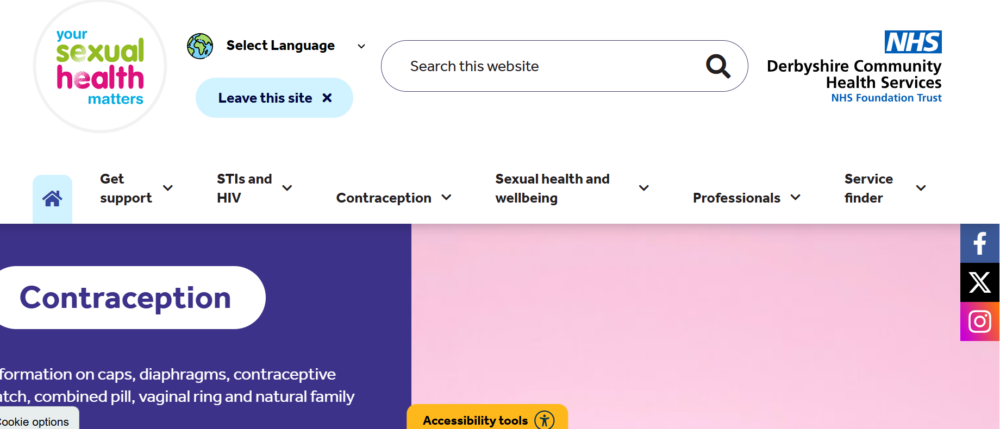 your
sexual
health
matters
Select Language
Leave this site
Search this website
NHS
Derbyshire Community
Health Services
NHS Foundation Trust
Get
support
STIs and
HIV
Contraception
Sexual health and
wellbeing
Professionals
Service
finder
Contraception
formation on caps, diaphragms, contraceptive
atch, combined pill, vaginal ring and natural family
Cookie options
Accessibility tools